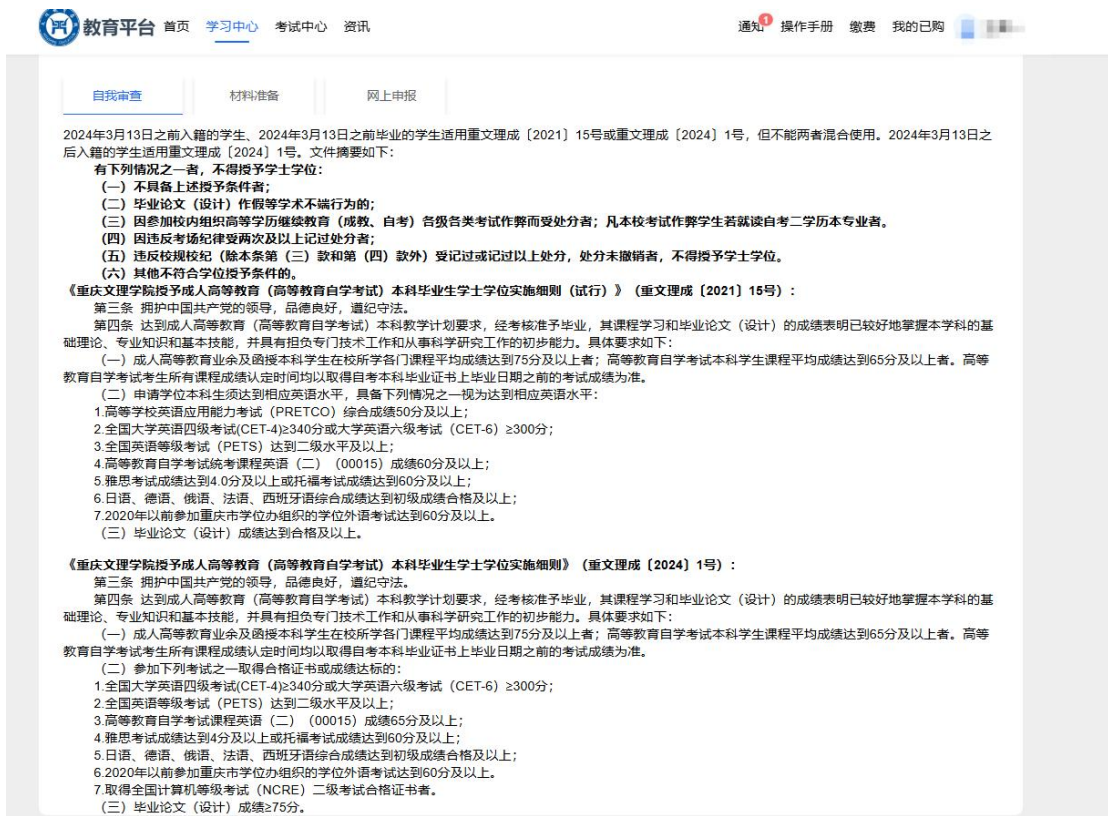 教育平台 首页 学习中心 考试中心 资讯 通知 1 操作手册 缴费 我的已购
自我审查 材料准备 网上申报
2024年3月13日之前入籍的学生、2024年3月13日之前毕业的学生适用重文理成〔2021〕15号或重文理成〔2024〕1号，但不能两者混合使用。2024年3月13日之
后入籍的学生适用重文理成〔2024〕1号。文件摘要如下：
有下列情况之一者，不得授予学士学位：
（一）不具备上述授予条件者；
（二）毕业论文（设计）作假等学术不端行为的；
（三）因参加校内组织高等学历继续教育（成教、自考）各级各类考试作弊而受处分者；凡本校考试作弊学生若就读自考二学历本专业者。
（四）因违反考场纪律受两次及以上记过处分者；
（五）违反校规校纪（除本条第（三）款和第（四）款外）受记过或记过以上处分，处分未撤销者，不得授予学士学位。
（六）其他不符合学位授予条件的。
《重庆文理学院授予成人高等教育（高等教育自学考试）本科毕业生学士学位实施细则（试行）》（重文理成〔2021〕15号）：
第三条 拥护中国共产党的领导，品德良好，遵纪守法。
第四条 达到成人高等教育（高等教育自学考试）本科教学计划要求，经考核准予毕业，其课程学习和毕业论文（设计）的成绩表明已较好地掌握本学科的基
础理论、专业知识和基本技能，并具有担负专门技术工作和从事科学研究工作的初步能力。具体要求如下：
（一）成人高等教育业余及函授本科学生在校所学各门课程平均成绩达到75分及以上者；高等教育自学考试本科学生课程平均成绩达到65分及以上者。高等
教育自学考试考生所有课程成绩认定时间均以取得自考本科毕业证书上毕业日期之前的考试成绩为准。
（二）申请学位本科生须达到相应英语水平，具备下列情况之一视为达到相应英语水平：
1.高等学校英语应用能力考试（PRETCO）综合成绩50分及以上；
2.全国大学英语四级考试(CET-4)≥340分或大学英语六级考试（CET-6）≥300分；
3.全国英语等级考试（PETS）达到二级水平及以上；
4.高等教育自学考试统考课程英语（二）（00015）成绩60分及以上；
5.雅思考试成绩达到4.0分及以上或托福考试成绩达到60分及以上；
6.日语、德语、俄语、法语、西班牙语综合成绩达到初级成绩合格及以上；
7.2020年以前参加重庆市学位办组织的学位外语考试达到60分及以上。
（三）毕业论文（设计）成绩达到合格及以上。
《重庆文理学院授予成人高等教育（高等教育自学考试）本科毕业生学士学位实施细则》（重文理成〔2024〕1号）：
第三条 拥护中国共产党的领导，品德良好，遵纪守法。
第四条 达到成人高等教育（高等教育自学考试）本科教学计划要求，经考核准予毕业，其课程学习和毕业论文（设计）的成绩表明已较好地掌握本学科的基
础理论、专业知识和基本技能，并具有担负专门技术工作和从事科学研究工作的初步能力。具体要求如下：
（一）成人高等教育业余及函授本科学生在校所学各门课程平均成绩达到75分及以上者；高等教育自学考试本科学生课程平均成绩达到65分及以上者。高等
教育自学考试考生所有课程成绩认定时间均以取得自考本科毕业证书上毕业日期之前的考试成绩为准。
（二）参加下列考试之一取得合格证书或成绩达标的：
1.全国大学英语四级考试(CET-4)≥340分或大学英语六级考试（CET-6）≥300分；
2.全国英语等级考试（PETS）达到二级水平及以上；
3.高等教育自学考试课程英语（二）（00015）成绩65分及以上；
4.雅思考试成绩达到4分及以上或托福考试成绩达到60分及以上；
5.日语、德语、俄语、法语、西班牙语综合成绩达到初级成绩合格及以上；
6.2020年以前参加重庆市学位办组织的学位外语考试达到60分及以上。
7.取得全国计算机等级考试（NCRE）二级考试合格证书者。
（三）毕业论文（设计）成绩≥75分。